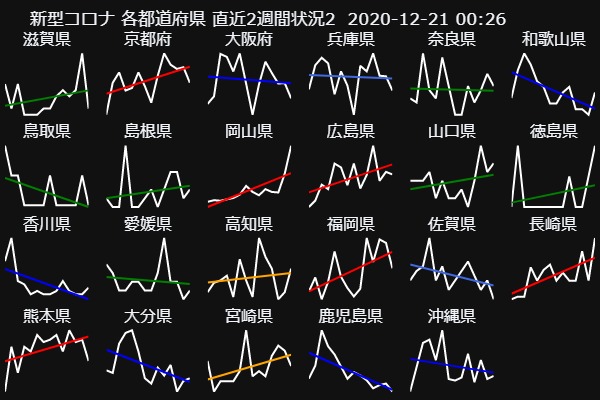 新型コロナ 各都道府県 直近2週間状況2 2020-12-21 00:26
滋賀県 京都府 大阪府 兵庫県 奈良県 和歌山県
鳥取県 島根県 岡山県 広島県 山口県 徳島県
香川県 愛媛県 高知県 福岡県 佐賀県 長崎県
熊本県 大分県 宮崎県 鹿児島県 沖縄県